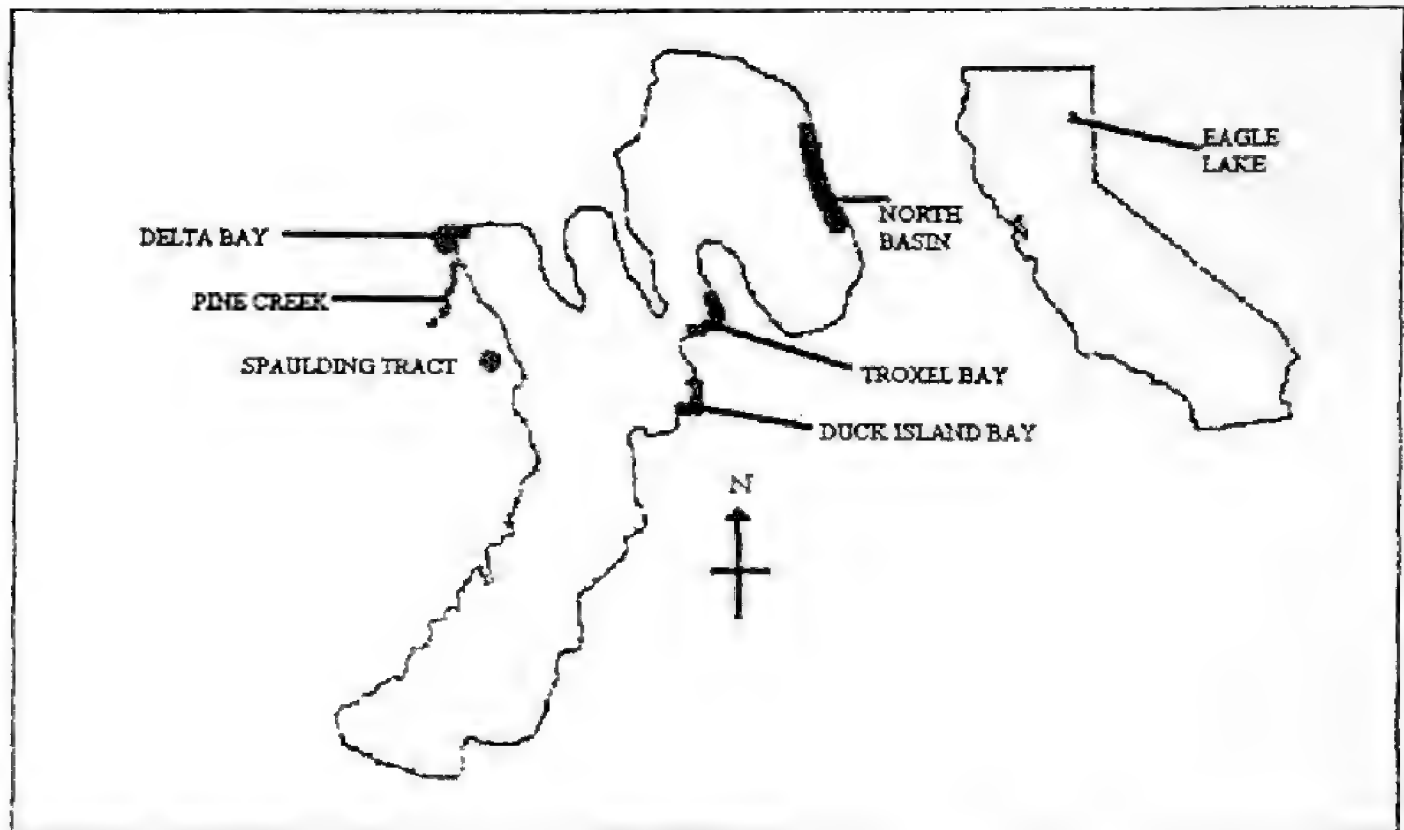 EAGLE
LAKE
NORTH
BASIN
DELTA BAY
PINE CREEK
SPAULDING TRACT
TROXEL BAY
DUCK ISLAND BAY
N